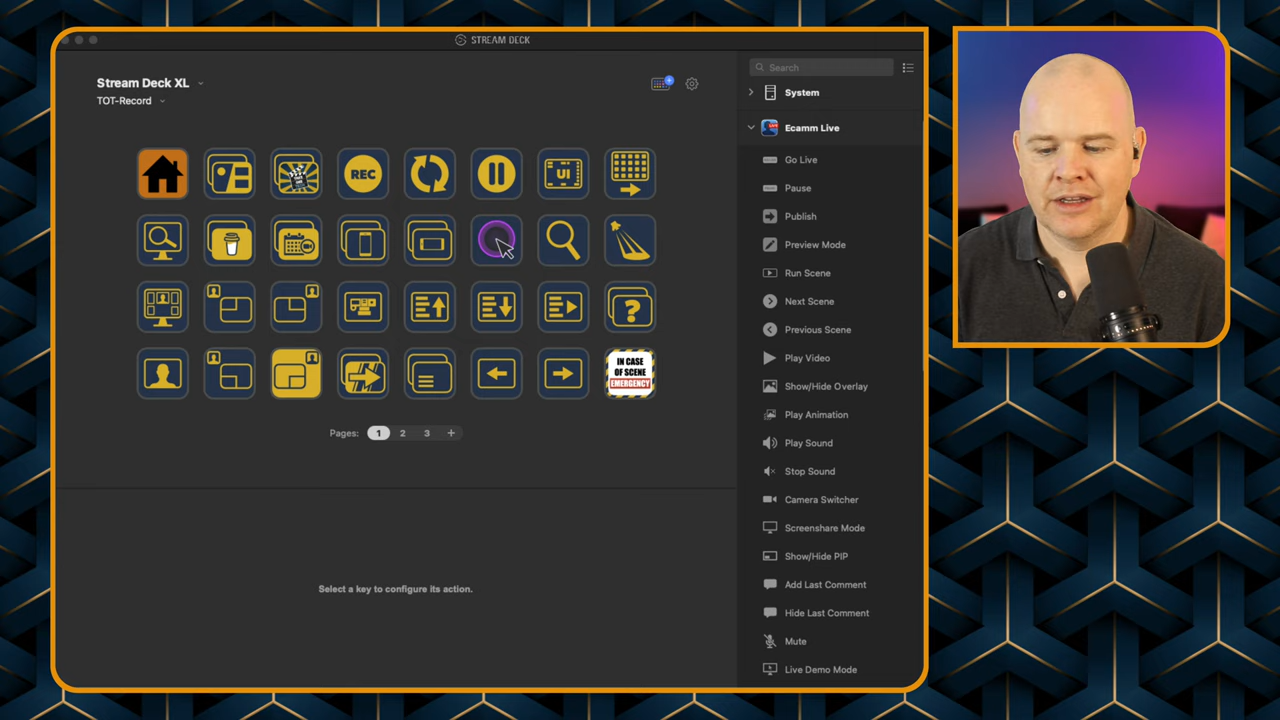 STREAM DECK
Stream Deck XL
TOT-Record
REC
UI
?
IN CASE
OF SCENE
EMERGENCY
Pages: 1 2 3 +
Select a key to configure its action.
Search
System
Ecamm Live
Go Live
Pause
Publish
Preview Mode
Run Scene
Next Scene
Previous Scene
Play Video
Show/Hide Overlay
Play Animation
Play Sound
Stop Sound
Camera Switcher
Screenshare Mode
Show/Hide PIP
Add Last Comment
Hide Last Comment
Mute
Live Demo Mode